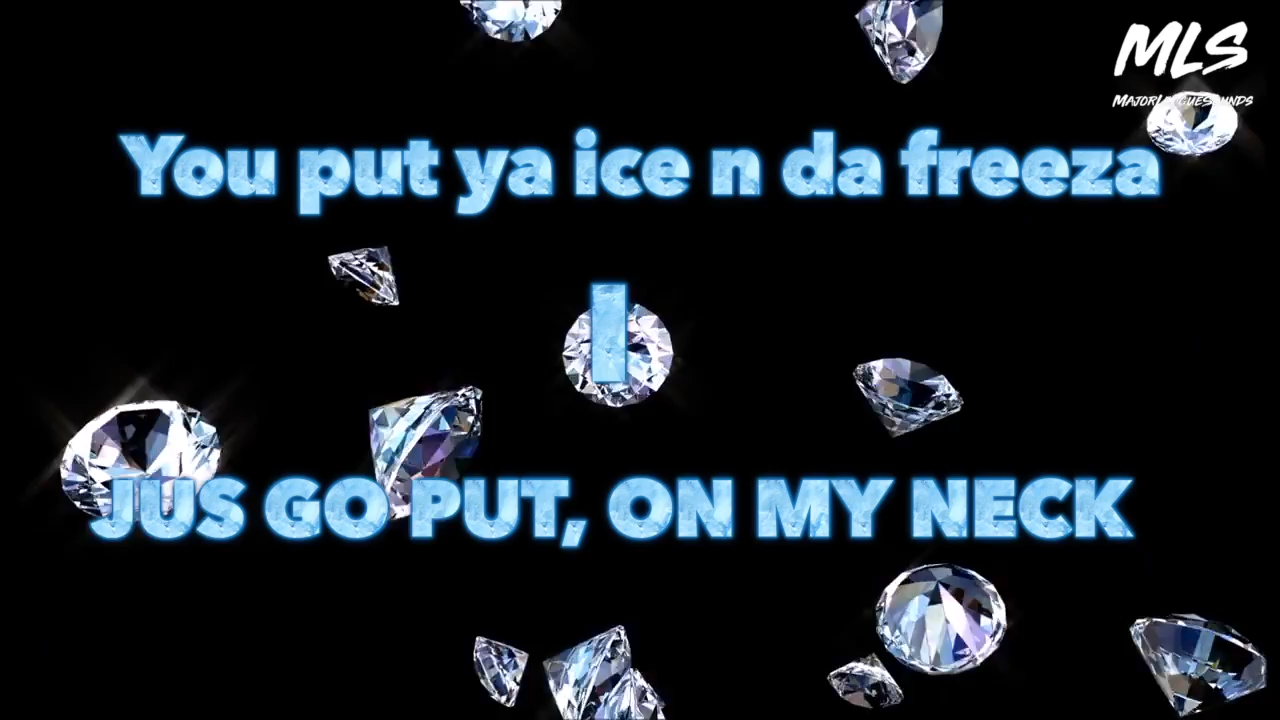 MLS
MAJORLEAGUESOUNDS
You put ya ice n da freeza
I
JUS GO PUT, ON MY NECK